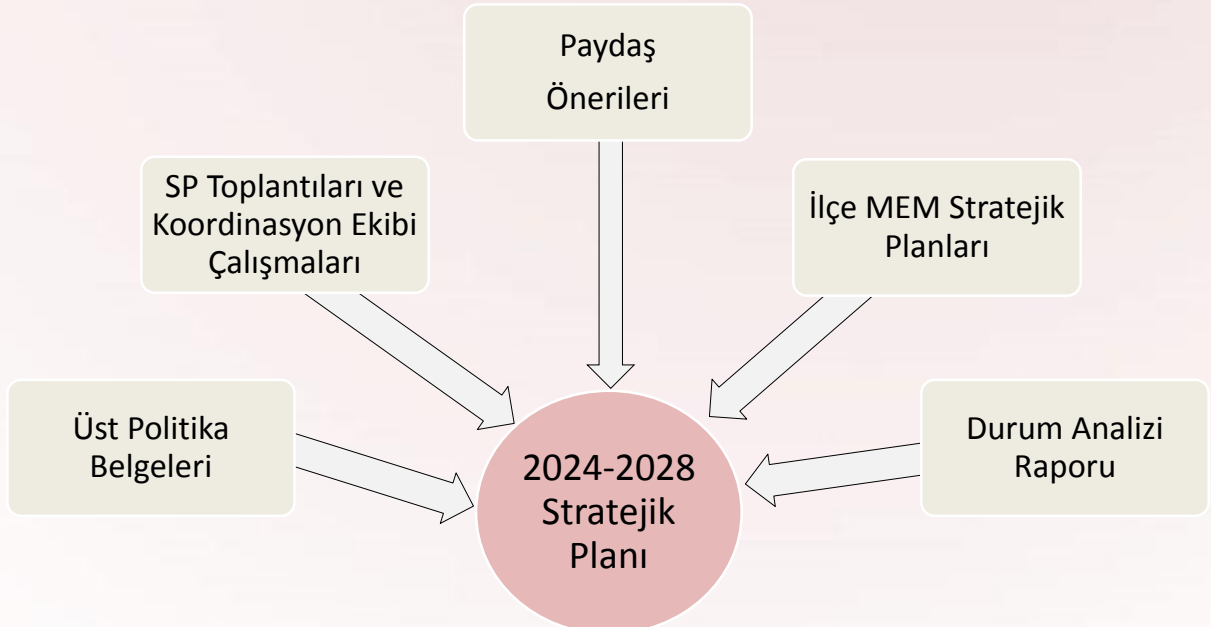 Paydaş
Önerileri
SP Toplantıları ve
Koordinasyon Ekibi
Çalışmaları
İlçe MEM Stratejik
Planları
Üst Politika
Belgeleri
Durum Analizi
Raporu
2024-2028
Stratejik
Planı